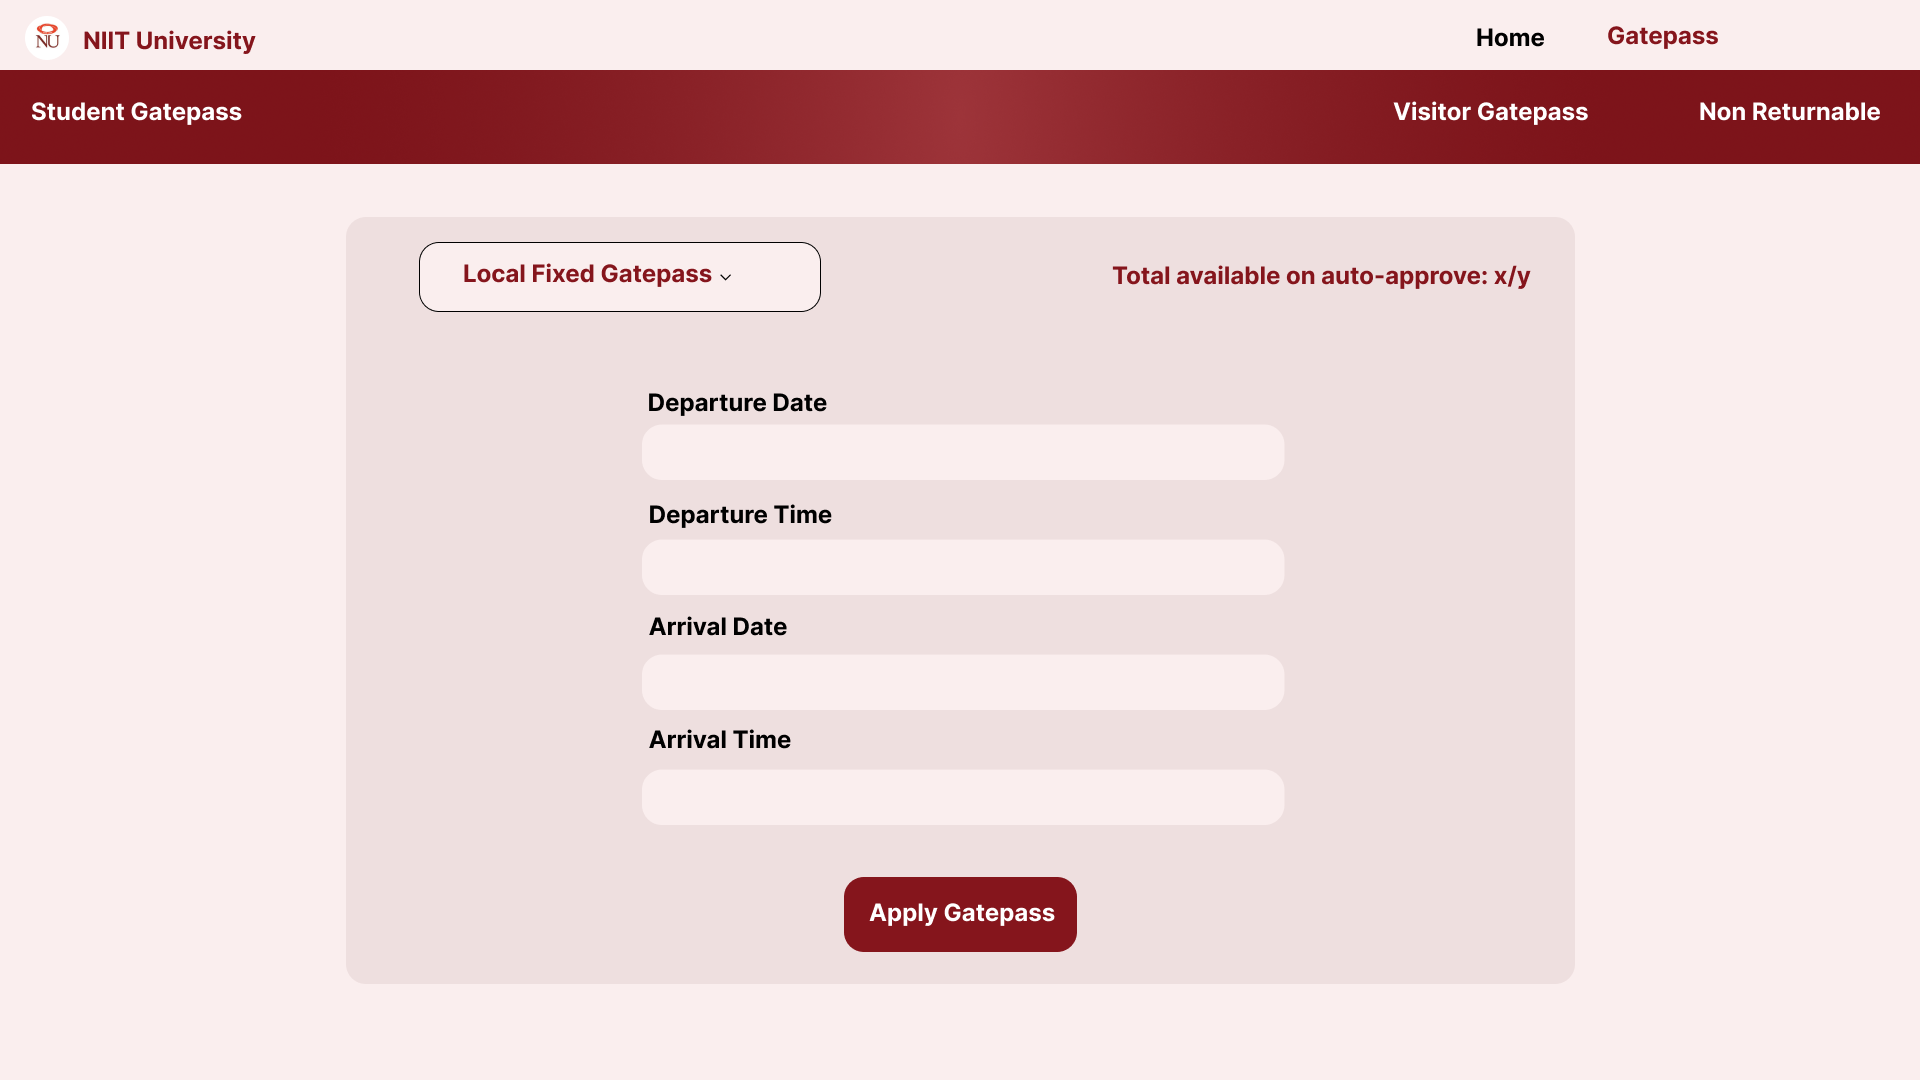 NU
NIIT University
Home
Gatepass
Student Gatepass
Visitor Gatepass
Non Returnable
Local Fixed Gatepass
Total available on auto-approve: x/y
Departure Date
Departure Time
Arrival Date
Arrival Time
Apply Gatepass